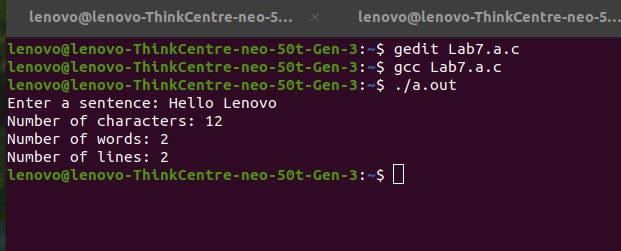 lenovo@lenovo-ThinkCentre-neo-5... × lenovo@lenovo-ThinkCentre-neo-5...
lenovo@lenovo-ThinkCentre-neo-50t-Gen-3:~$ gedit Lab7.a.c
lenovo@lenovo-ThinkCentre-neo-50t-Gen-3:~$ gcc Lab7.a.c
lenovo@lenovo-ThinkCentre-neo-50t-Gen-3:~$ ./a.out
Enter a sentence: Hello Lenovo
Number of characters: 12
Number of words: 2
Number of lines: 2
lenovo@lenovo-ThinkCentre-neo-50t-Gen-3:~$